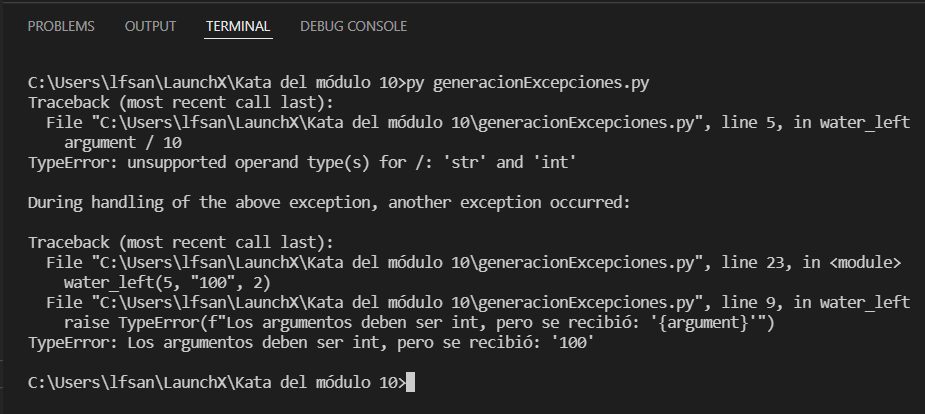 PROBLEMS OUTPUT TERMINAL DEBUG CONSOLE
C:\Users\lfsan\LaunchX\Kata del módulo 10>py generacionExcepciones.py
Traceback (most recent call last):
  File "C:\Users\lfsan\LaunchX\Kata del módulo 10\generacionExcepciones.py", line 5, in water_left
    argument / 10
TypeError: unsupported operand type(s) for /: 'str' and 'int'
During handling of the above exception, another exception occurred:
Traceback (most recent call last):
  File "C:\Users\lfsan\LaunchX\Kata del módulo 10\generacionExcepciones.py", line 23, in <module>
    water_left(5, "100", 2)
  File "C:\Users\lfsan\LaunchX\Kata del módulo 10\generacionExcepciones.py", line 9, in water_left
    raise TypeError(f"Los argumentos deben ser int, pero se recibió: '{argument}'")
TypeError: Los argumentos deben ser int, pero se recibió: '100'
C:\Users\lfsan\LaunchX\Kata del módulo 10>